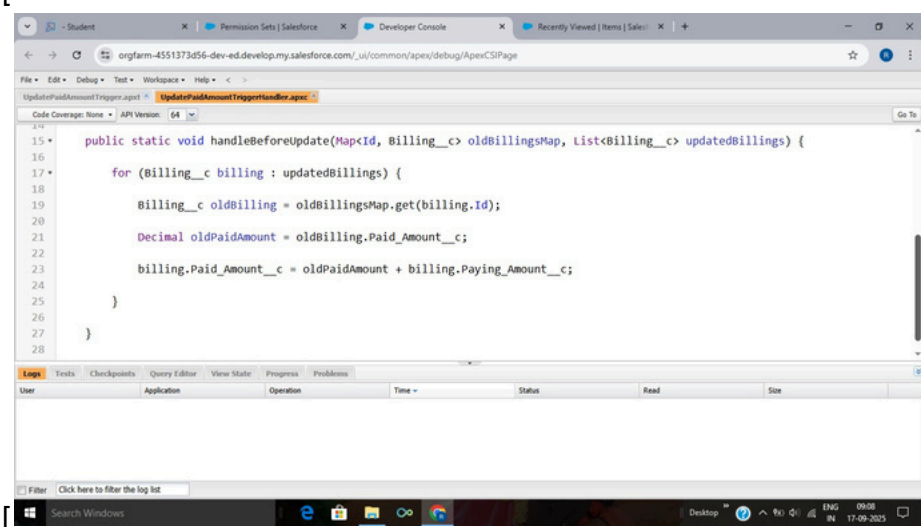 [
- Student
Permission Sets | Salesforce
Developer Console
Recently Viewed | Items | Sales
orgfarm-4551373d56-dev-ed.develop.my.salesforce.com/_ui/common/apex/debug/ApexCSIPage
File Edit Debug Test Workspace Help < >
UpdatePaidAmountTrigger.apxt UpdatePaidAmountTriggerHandler.apxc
Code Coverage: None API Version: 64 Go To
14
15 public static void handleBeforeUpdate(Map<Id, Billing__c> oldBillingsMap, List<Billing__c> updatedBillings) {
16
17 for (Billing__c billing : updatedBillings) {
18
19 Billing__c oldBilling = oldBillingsMap.get(billing.Id);
20
21 Decimal oldPaidAmount = oldBilling.Paid_Amount__c;
22
23 billing.Paid_Amount__c = oldPaidAmount + billing.Paying_Amount__c;
24
25 }
26
27 }
28
Logs Tests Checkpoints Query Editor View State Progress Problems
User Application Operation Time Status Read Size
Filter Click here to filter the log list
[
Search Windows
Desktop ENG 09:08
IN 17-09-2025